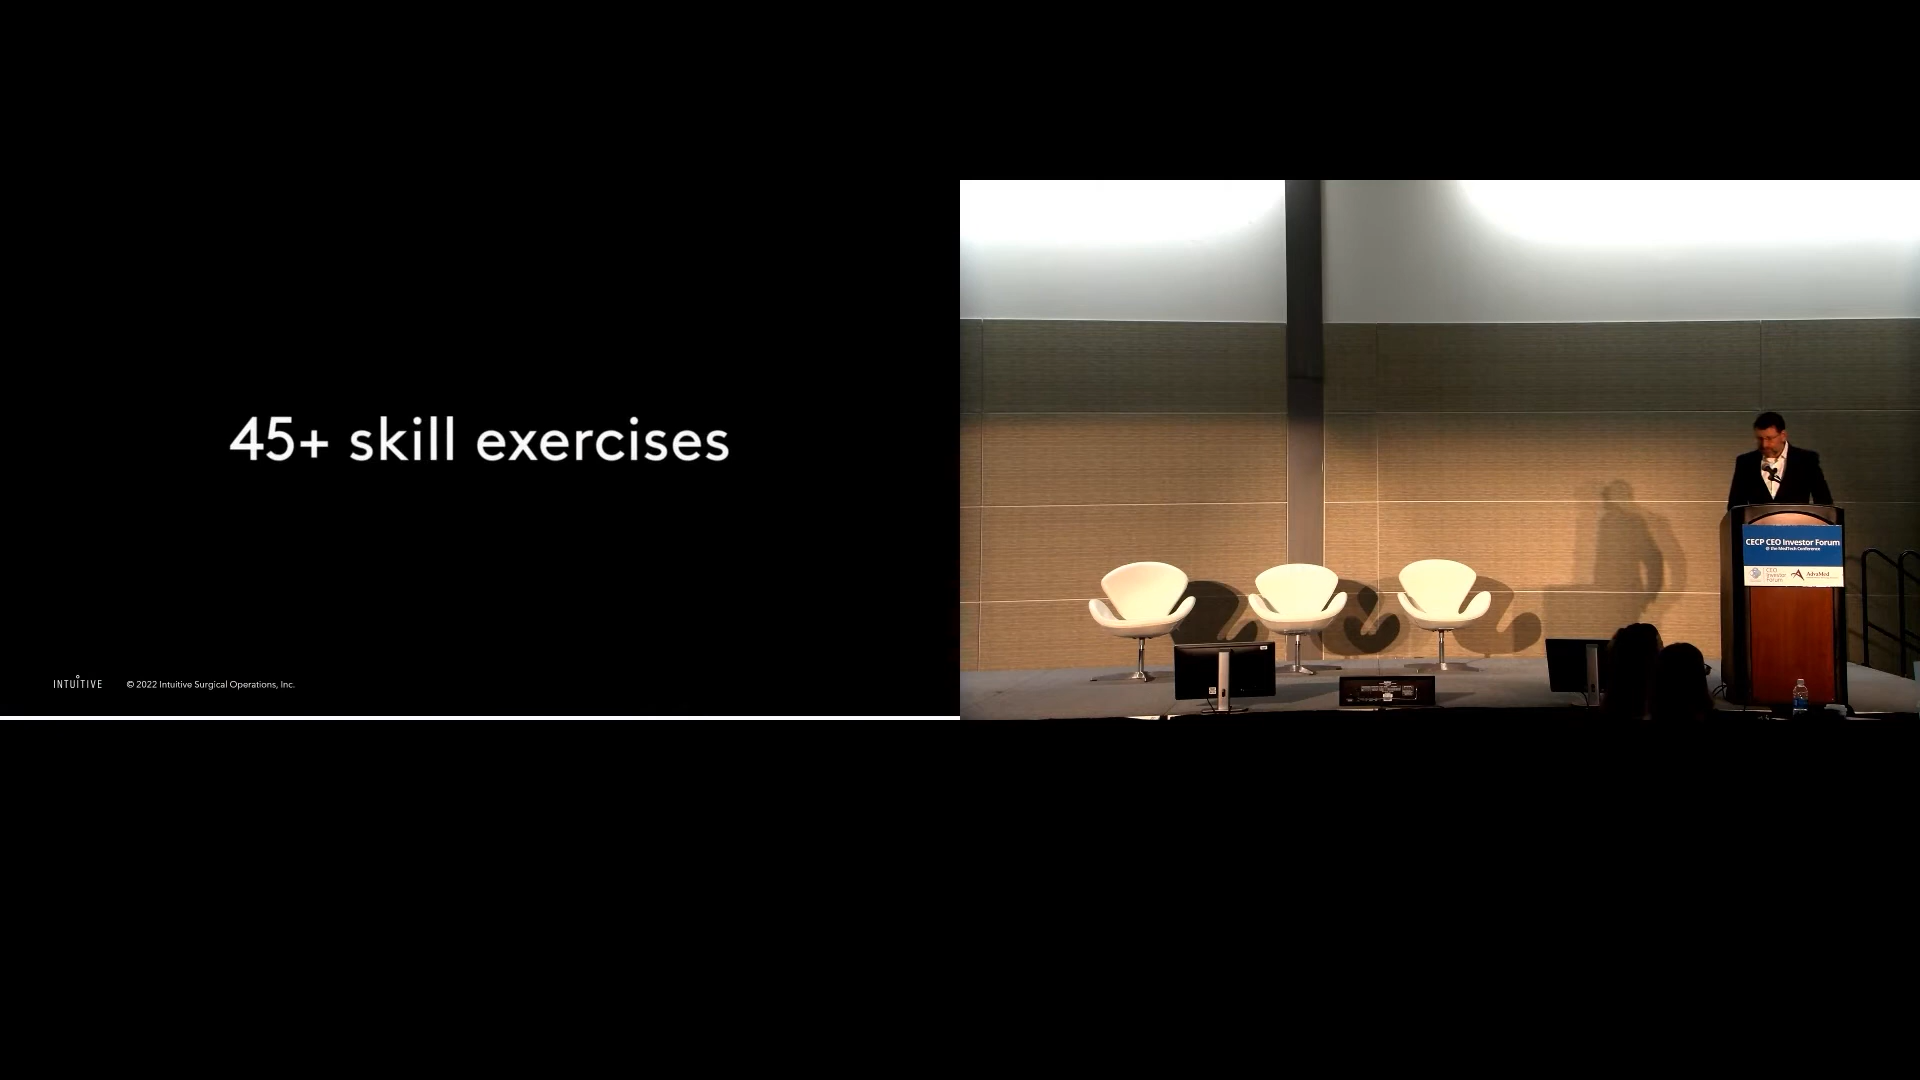 45+ skill exercises
INTUITIVE
© 2022 Intuitive Surgical Operations, Inc.
CECP CEO Investor Forum
@ the MedTech Conference
CEO
Investor
Forum
AdvaMed